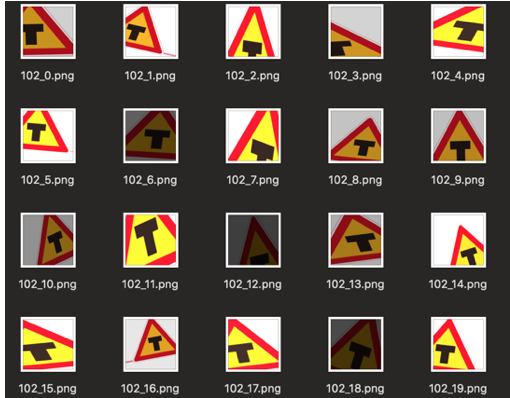 102_0.png 102_1.png 102_2.png 102_3.png 102_4.png
102_5.png 102_6.png 102_7.png 102_8.png 102_9.png
102_10.png 102_11.png 102_12.png 102_13.png 102_14.png
102_15.png 102_16.png 102_17.png 102_18.png 102_19.png